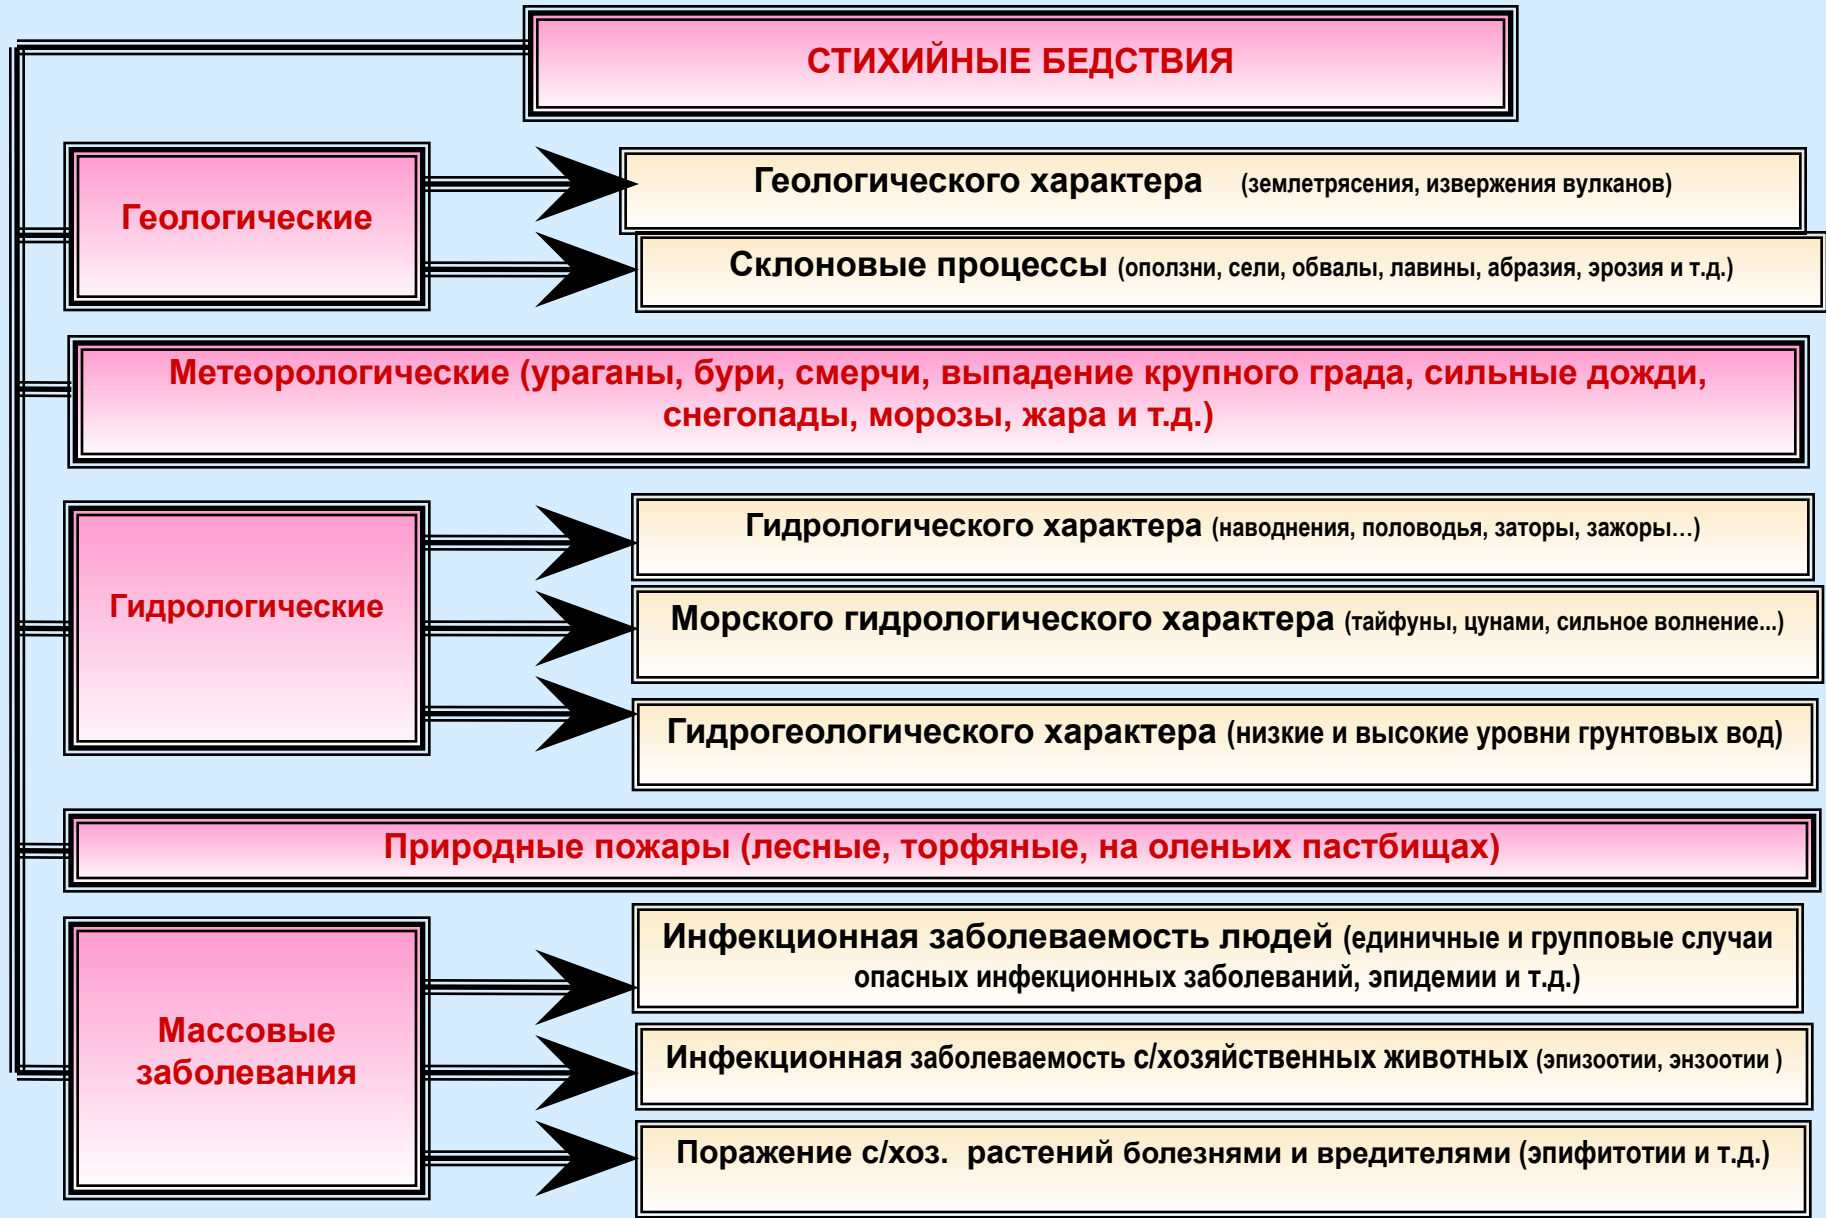 СТИХИЙНЫЕ БЕДСТВИЯ
Геологические
Геологического характера (землетрясения, извержения вулканов)
Склоновые процессы (оползни, сели, обвалы, лавины, абразия, эрозия и т.д.)
Метеорологические (ураганы, бури, смерчи, выпадение крупного града, сильные дожди,
снегопады, морозы, жара и т.д.)
Гидрологические
Гидрологического характера (наводнения, половодья, заторы, зажоры...)
Морского гидрологического характера (тайфуны, цунами, сильное волнение...)
Гидрогеологического характера (низкие и высокие уровни грунтовых вод)
Природные пожары (лесные, торфяные, на оленьих пастбищах)
Массовые
заболевания
Инфекционная заболеваемость людей (единичные и групповые случаи
опасных инфекционных заболеваний, эпидемии и т.д.)
Инфекционная заболеваемость с/хозяйственных животных (эпизоотии, энзоотии )
Поражение с/хоз. растений болезнями и вредителями (эпифитотии и т.д.)